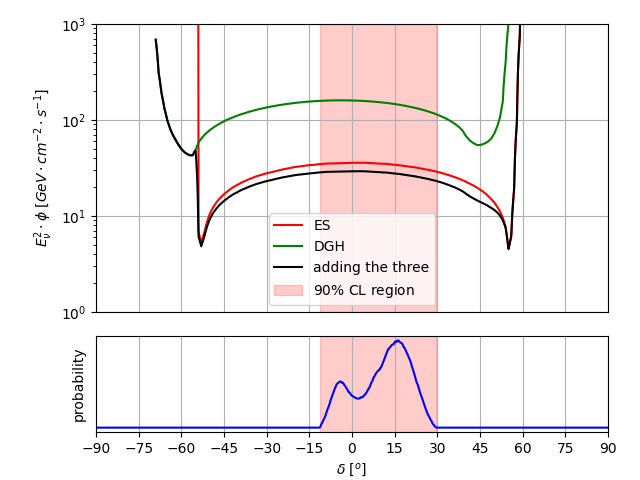 10³
10²
10¹
10⁰
E²ᵥ · ϕ [GeV · cm⁻² · s⁻¹]
ES
DGH
adding the three
90% CL region
probability
−90 −75 −60 −45 −30 −15 0 15 30 45 60 75 90
δ [°]